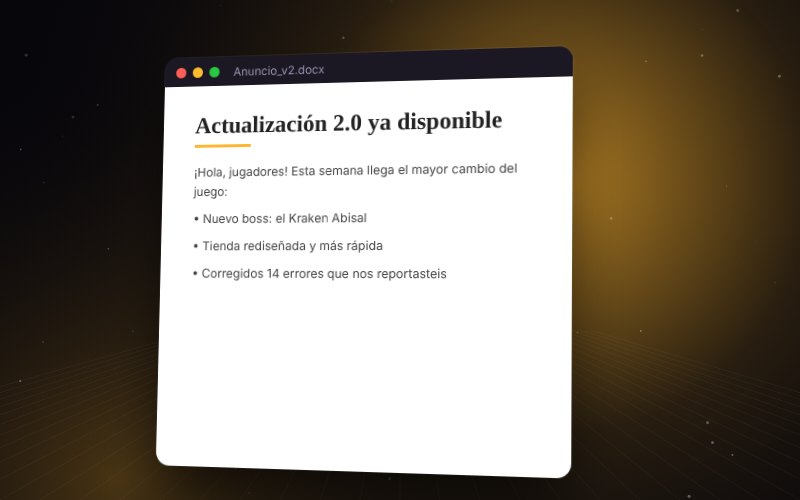 Anuncio_v2.docx
Actualización 2.0 ya disponible
¡Hola, jugadores! Esta semana llega el mayor cambio del
juego:
• Nuevo boss: el Kraken Abisal
• Tienda rediseñada y más rápida
• Corregidos 14 errores que nos reportasteis